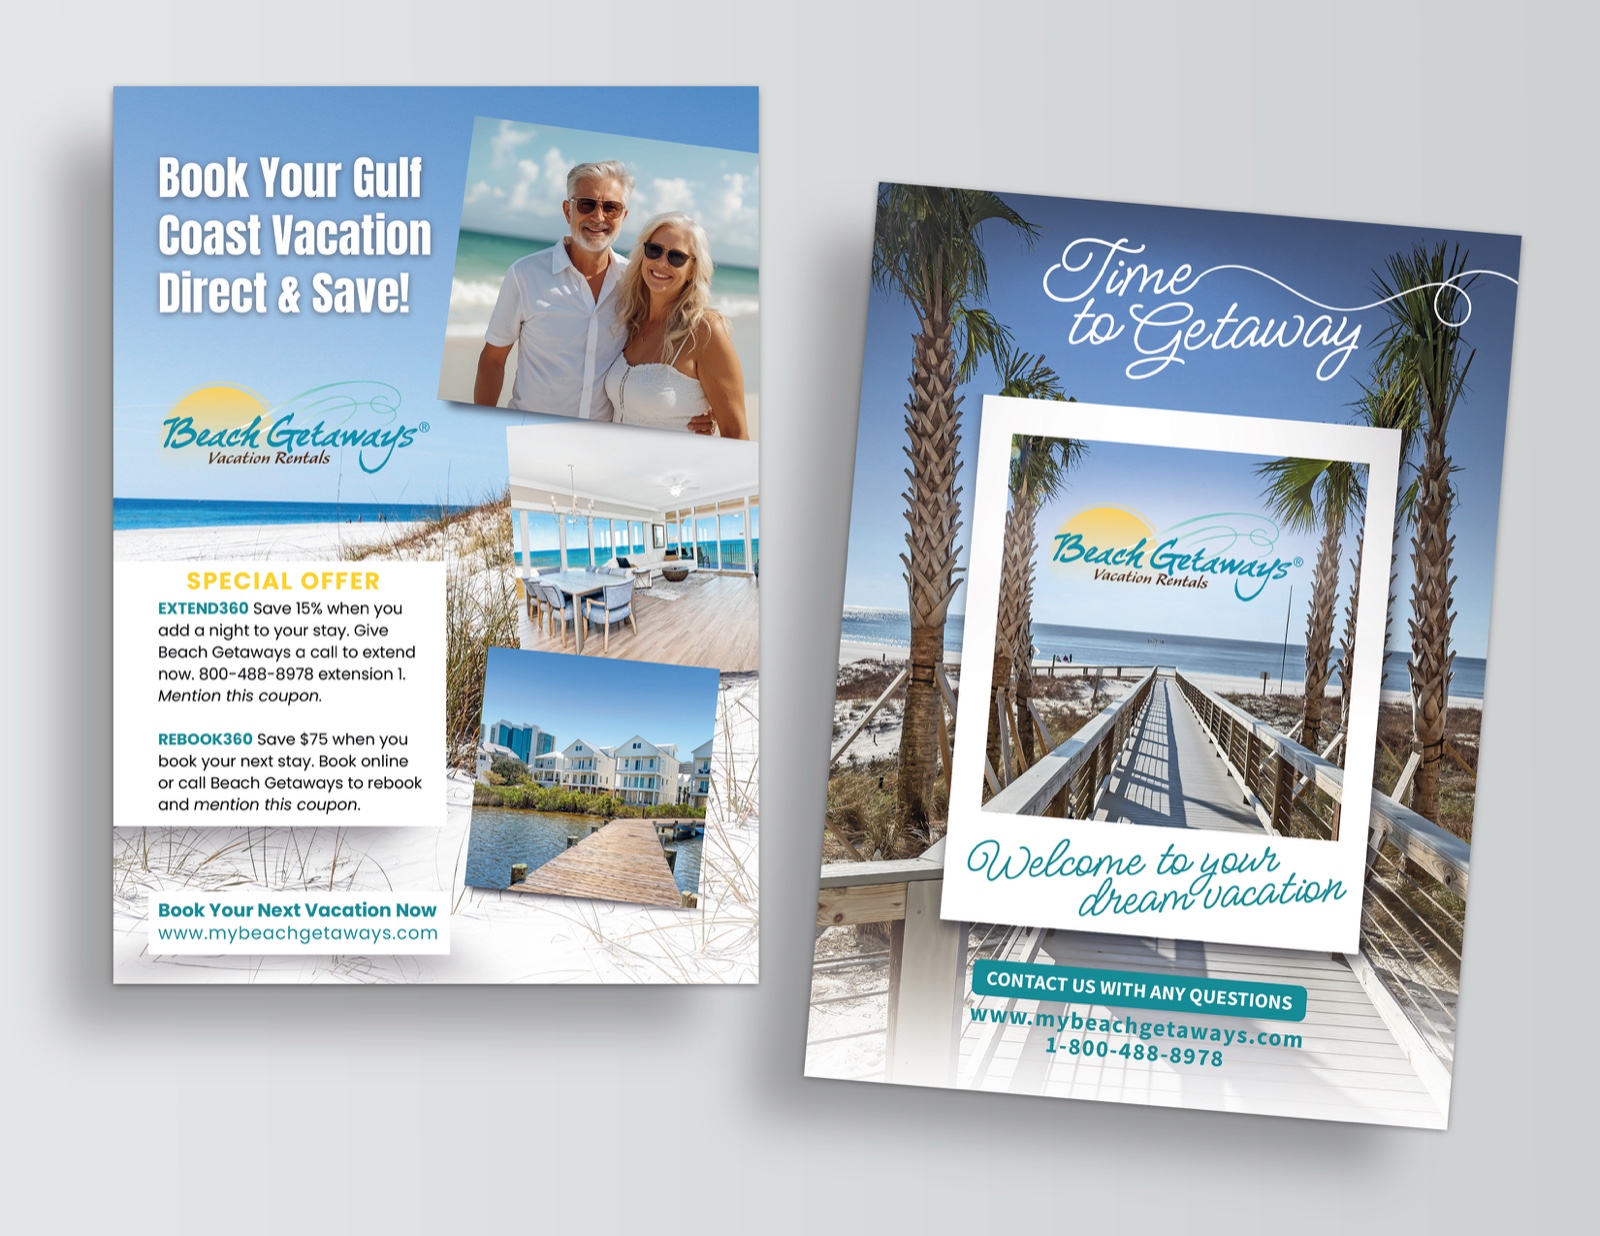 Book Your Gulf
Coast Vacation
Direct & Save!
Beach Getaways®
Vacation Rentals
SPECIAL OFFER
EXTEND360 Save 15% when you
add a night to your stay. Give
Beach Getaways a call to extend
now. 800-488-8978 extension 1.
Mention this coupon.
REBOOK360 Save $75 when you
book your next stay. Book online
or call Beach Getaways to rebook
and mention this coupon.
Book Your Next Vacation Now
www.mybeachgetaways.com
Time
to Getaway
Beach Getaways®
Vacation Rentals
Welcome to your
dream vacation
CONTACT US WITH ANY QUESTIONS
www.mybeachgetaways.com
1-800-488-8978